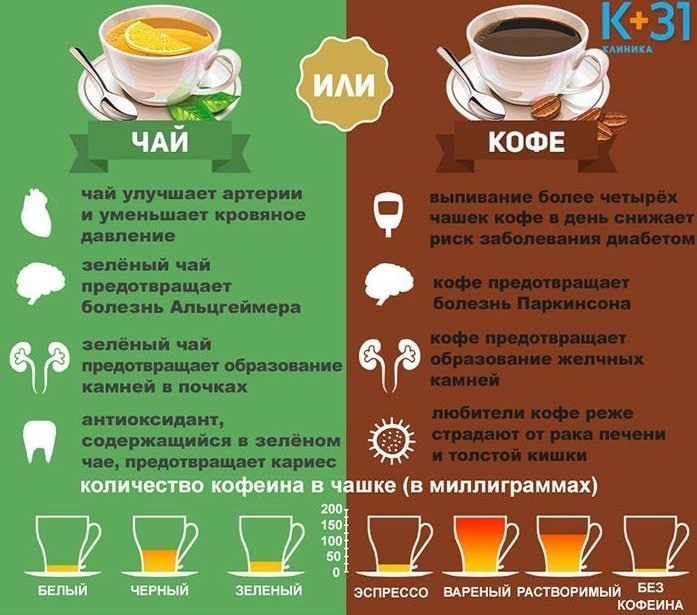 К+31
КЛИНИКА
ИЛИ
ЧАЙ
чай улучшает артерии
и уменьшает кровяное
давление
зелёный чай
предотвращает
болезнь Альцгеймера
зелёный чай
предотвращает образование
камней в почках
антиоксидант,
содержащийся в зелёном
чае, предотвращает кариес
КОФЕ
выпивание более четырёх
чашек кофе в день снижает
риск заболевания диабетом
кофе предотвращает
болезнь Паркинсона
кофе предотвращает
образование желчных
камней
любители кофе реже
страдают от рака печени
и толстой кишки
количество кофеина в чашке (в миллиграммах)
200
150
100
50
0
БЕЛЫЙ
ЧЕРНЫЙ
ЗЕЛЕНЫЙ
ЭСПРЕССО
ВАРЕНЫЙ
РАСТВОРИМЫЙ
БЕЗ
КОФЕИНА